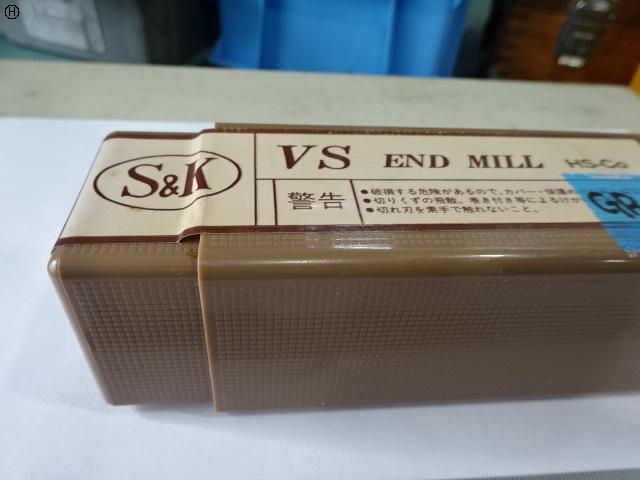 S&K
VS END MILL HS-Co
警告
●破損する危険があるので、カバー・保護
●切りくずの飛散、巻き付き等によるけが
●切れ刃を素手で触れないこと。